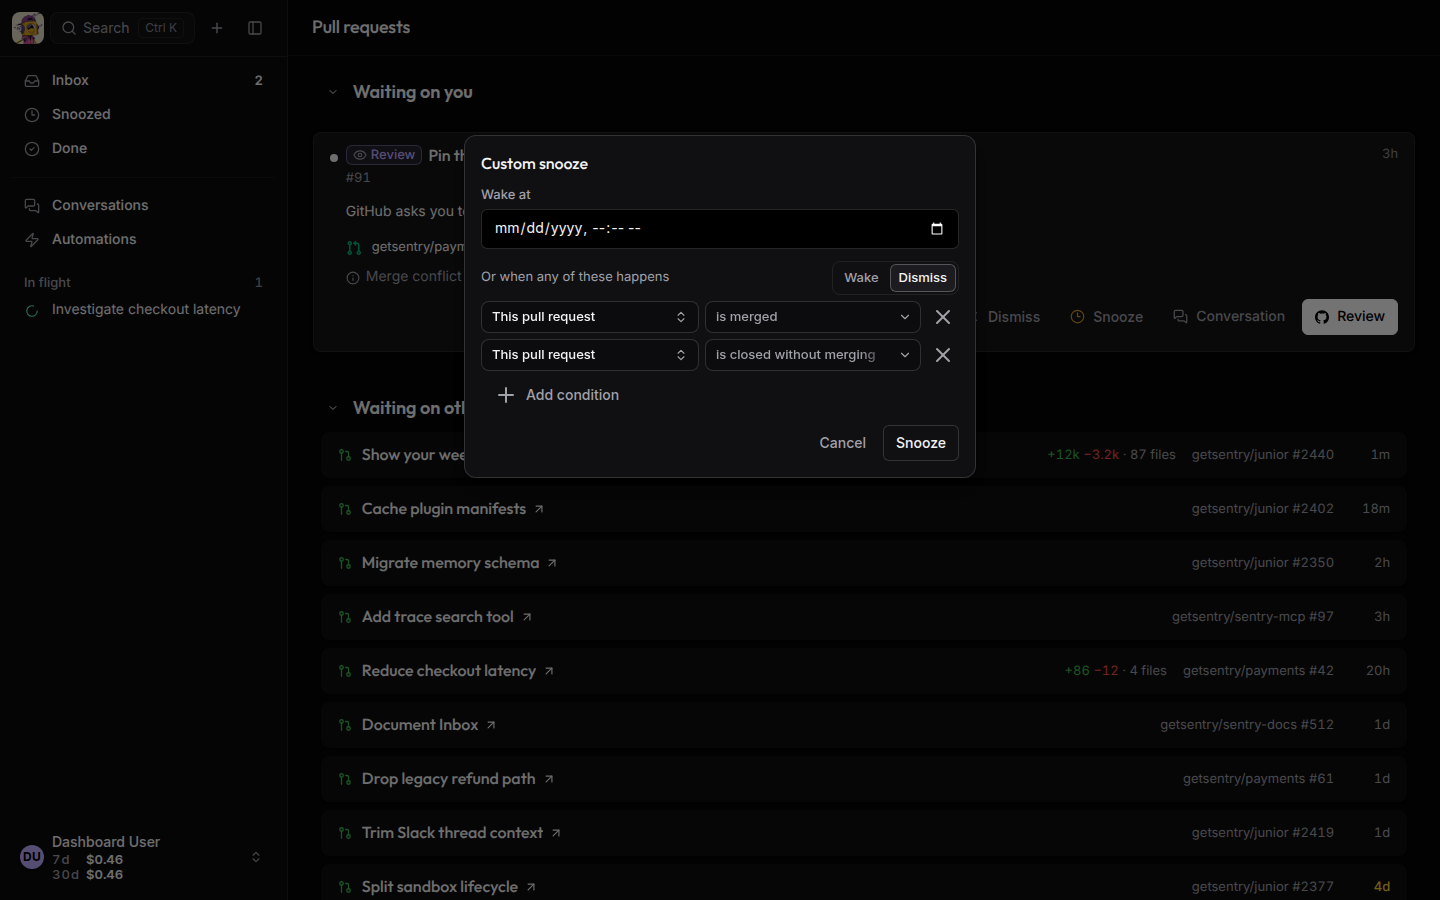 Search Ctrl K
Inbox 2
Snoozed
Done
Conversations
Automations
In flight 1
Investigate checkout latency
Dashboard User
DU
7d $0.46
30d $0.46
Pull requests
Waiting on you
Review 3h
#91
GitHub asks you
Merge conflict
Dismiss Snooze Conversation Review
Custom snooze
Wake at
mm/dd/yyyy, --:-- --
Or when any of these happens Wake Dismiss
This pull request is merged
This pull request is closed without merging
Add condition
Cancel Snooze
Waiting on
Show your +12k −3.2k · 87 files getsentry/junior #2440 1m
Cache plugin manifests getsentry/junior #2402 18m
Migrate memory schema getsentry/junior #2350 2h
Add trace search tool getsentry/sentry-mcp #97 3h
Reduce checkout latency +86 −12 · 4 files getsentry/payments #42 20h
Document Inbox getsentry/sentry-docs #512 1d
Drop legacy refund path getsentry/payments #61 1d
Trim Slack thread context getsentry/junior #2419 1d
Split sandbox lifecycle getsentry/junior #2377 4d